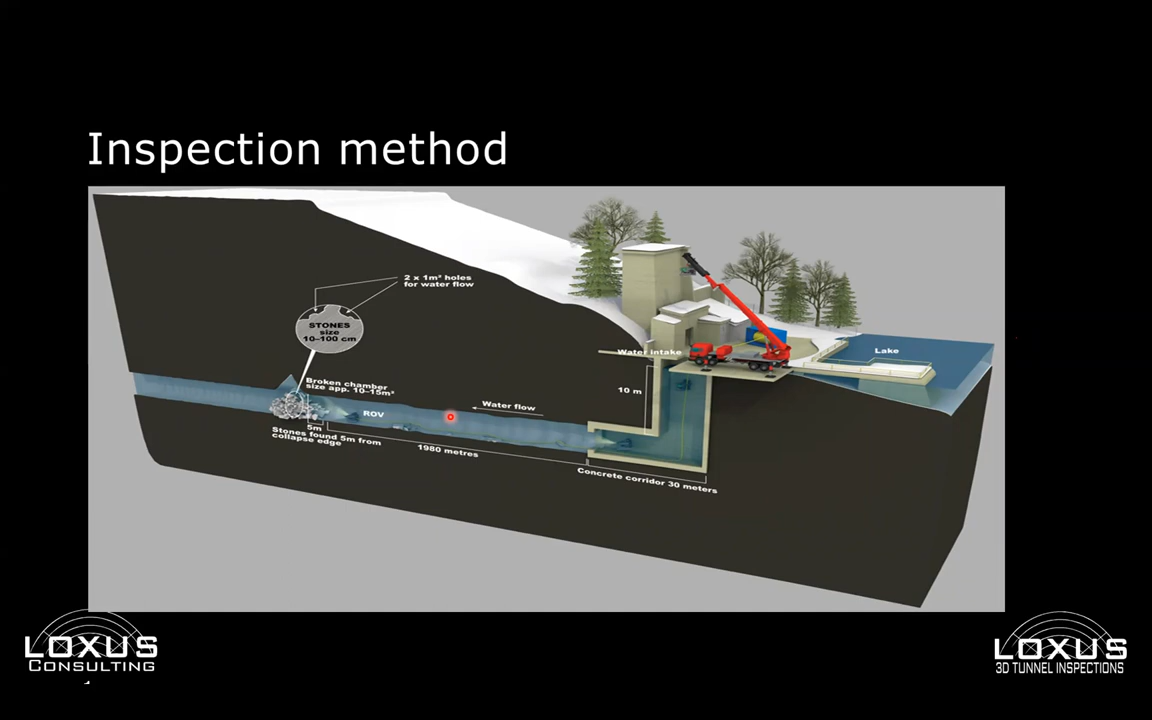 Inspection method
2 x 1m² holes
for water flow
STONES
size
10–100 cm
Water intake
Lake
Broken chamber
size app. 10–15m²
10 m
Water flow
ROV
5m
Stones found 5m from
collapse edge
1980 metres
Concrete corridor 30 meters
LOXUS
CONSULTING
LOXUS
3D TUNNEL INSPECTIONS